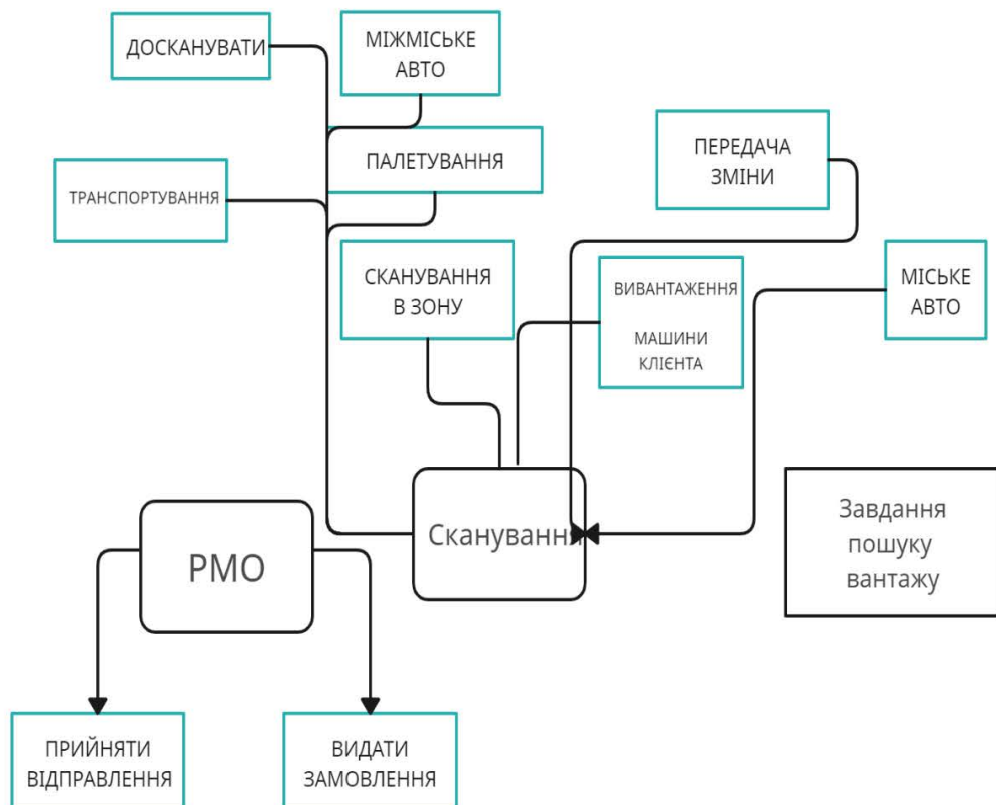 ДОСКАНУВАТИ
МІЖМІСЬКЕ
АВТО
ПАЛЕТУВАННЯ
ПЕРЕДАЧА
ЗМІНИ
ТРАНСПОРТУВАННЯ
СКАНУВАННЯ
В ЗОНУ
ВИВАНТАЖЕННЯ
МАШИНИ
КЛІЄНТА
МІСЬКЕ
АВТО
Сканування
Завдання
пошуку
вантажу
РМО
ПРИЙНЯТИ
ВІДПРАВЛЕННЯ
ВИДАТИ
ЗАМОВЛЕННЯ